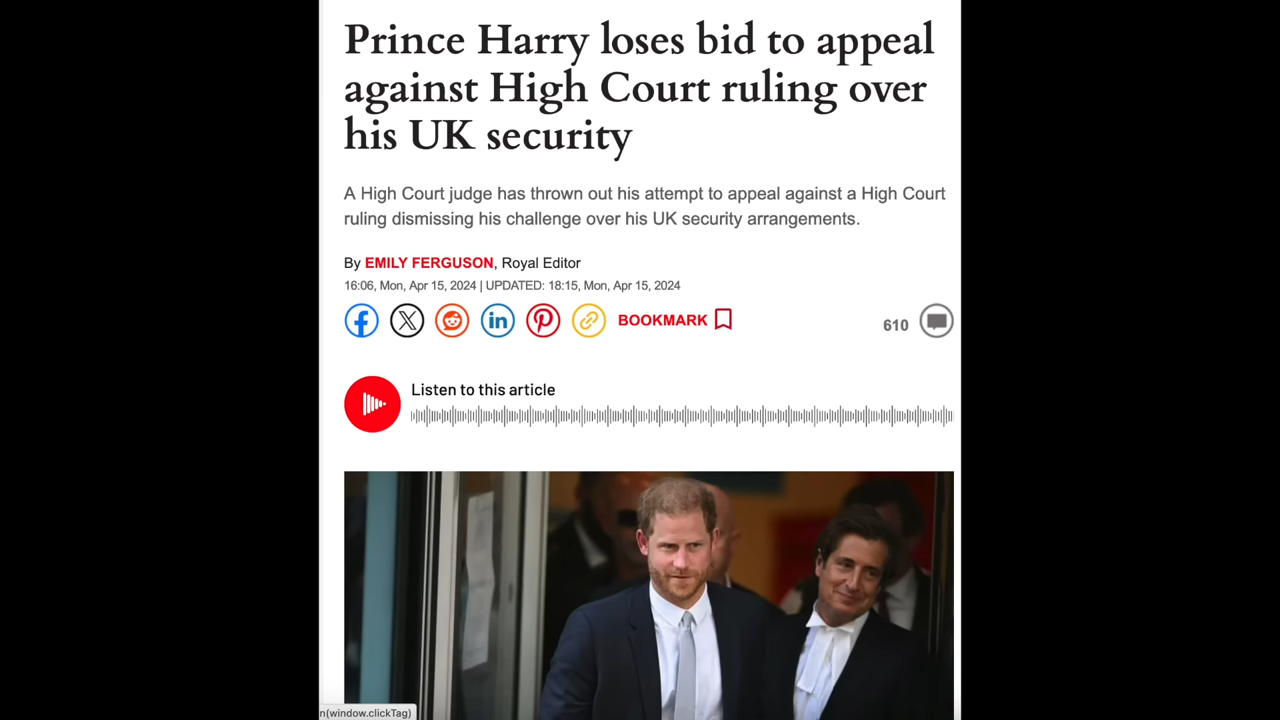 Prince Harry loses bid to appeal
against High Court ruling over
his UK security
A High Court judge has thrown out his attempt to appeal against a High Court
ruling dismissing his challenge over his UK security arrangements.
By EMILY FERGUSON, Royal Editor
16:06, Mon, Apr 15, 2024 | UPDATED: 18:15, Mon, Apr 15, 2024
BOOKMARK
610
Listen to this article
n(window.clickTag)